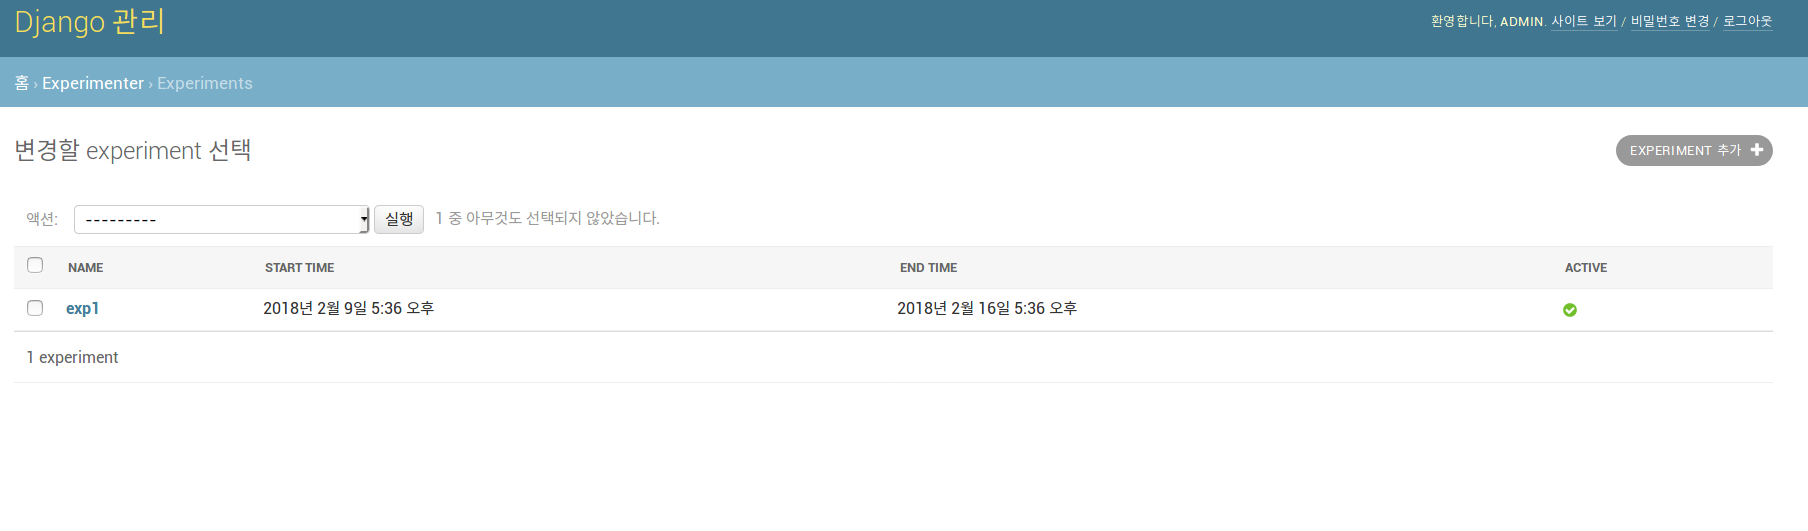 Django 관리
환영합니다, ADMIN. 사이트 보기 / 비밀번호 변경 / 로그아웃
홈 › Experimenter › Experiments
변경할 experiment 선택
EXPERIMENT 추가
액션: --------- 실행 1 중 아무것도 선택되지 않았습니다.
NAME START TIME END TIME ACTIVE
exp1 2018년 2월 9일 5:36 오후 2018년 2월 16일 5:36 오후
1 experiment